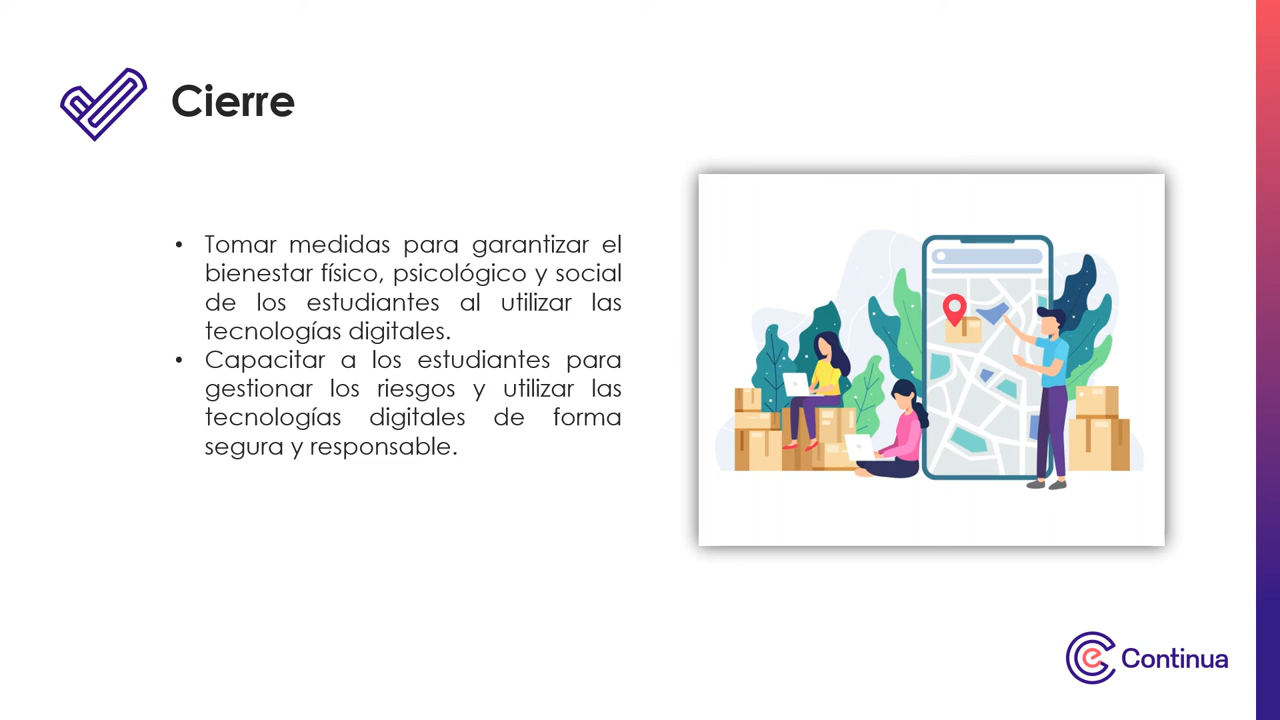 Cierre
• Tomar medidas para garantizar el
bienestar físico, psicológico y social
de los estudiantes al utilizar las
tecnologías digitales.
• Capacitar a los estudiantes para
gestionar los riesgos y utilizar las
tecnologías digitales de forma
segura y responsable.
e Continua